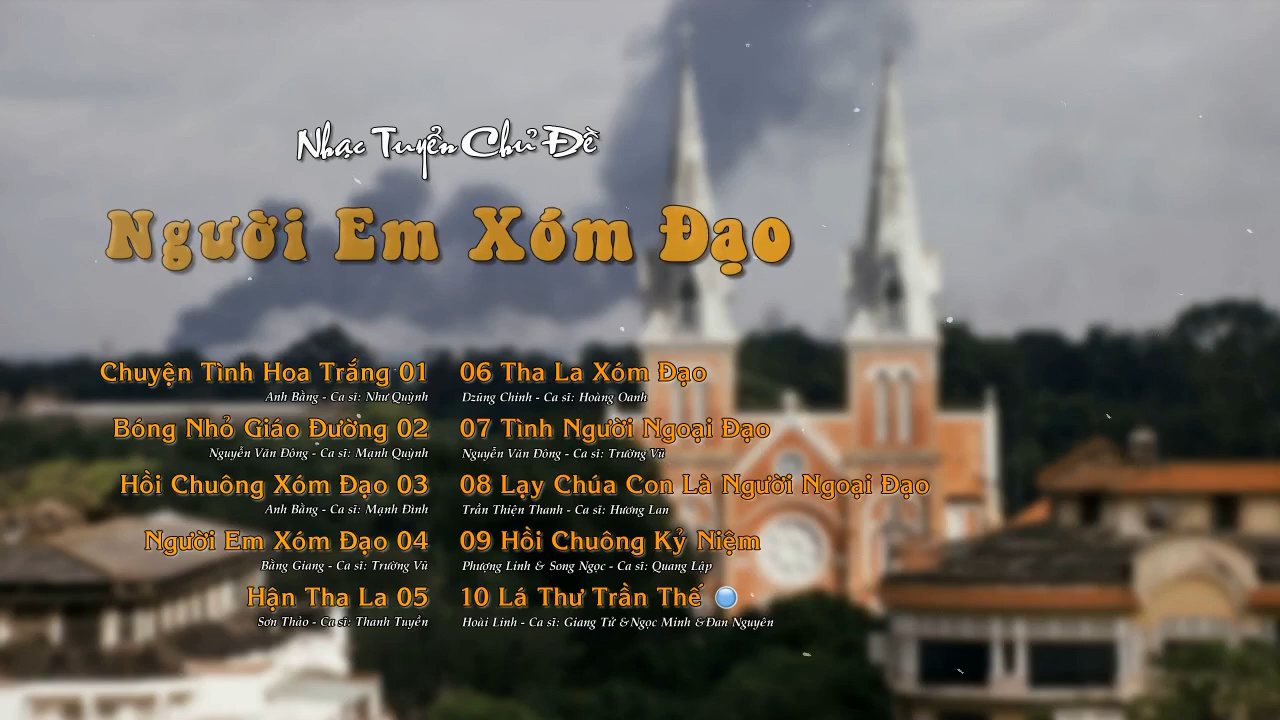 Nhạc Tuyển Chủ Đề
Người Em Xóm Đạo
Chuyện Tình Hoa Trắng 01
Anh Bằng - Ca sĩ: Như Quỳnh
Bóng Nhỏ Giáo Đường 02
Nguyễn Văn Đông - Ca sĩ: Mạnh Quỳnh
Hồi Chuông Xóm Đạo 03
Anh Bằng - Ca sĩ: Mạnh Đình
Người Em Xóm Đạo 04
Bằng Giang - Ca sĩ: Trường Vũ
Hận Tha La 05
Sơn Thảo - Ca sĩ: Thanh Tuyền
06 Tha La Xóm Đạo
Dzũng Chinh - Ca sĩ: Hoàng Oanh
07 Tình Người Ngoại Đạo
Nguyễn Văn Đông - Ca sĩ: Trường Vũ
08 Lạy Chúa Con Là Người Ngoại Đạo
Trần Thiện Thanh - Ca sĩ: Hương Lan
09 Hồi Chuông Kỷ Niệm
Phượng Linh & Song Ngọc - Ca sĩ: Quang Lập
10 Lá Thư Trần Thế
Hoài Linh - Ca sĩ: Giang Tử &Ngọc Minh &Đan Nguyên